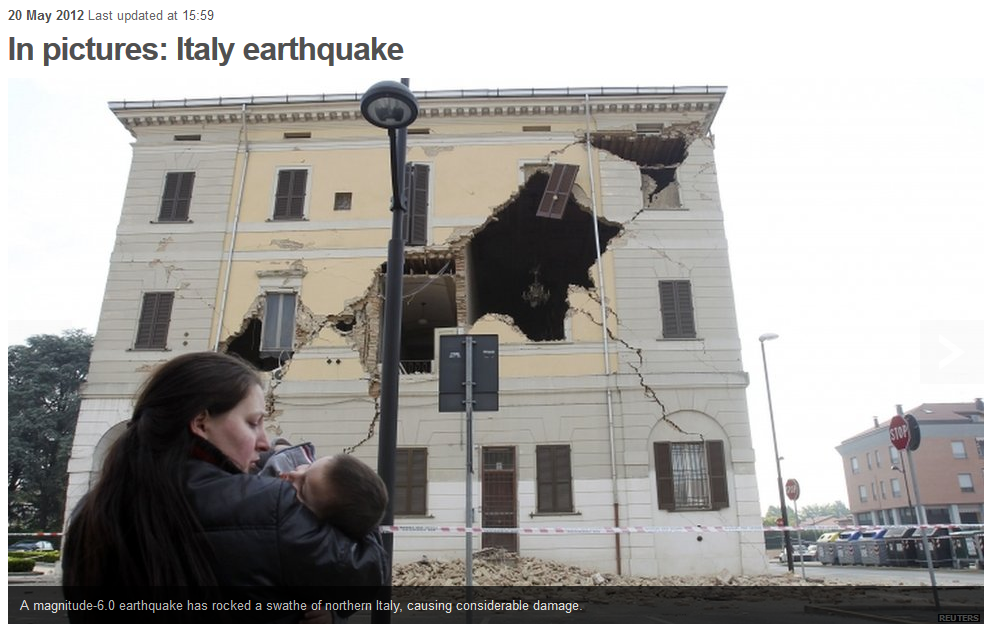 20 May 2012 Last updated at 15:59
In pictures: Italy earthquake
STOP
STOP
A magnitude-6.0 earthquake has rocked a swathe of northern Italy, causing considerable damage.
REUTERS